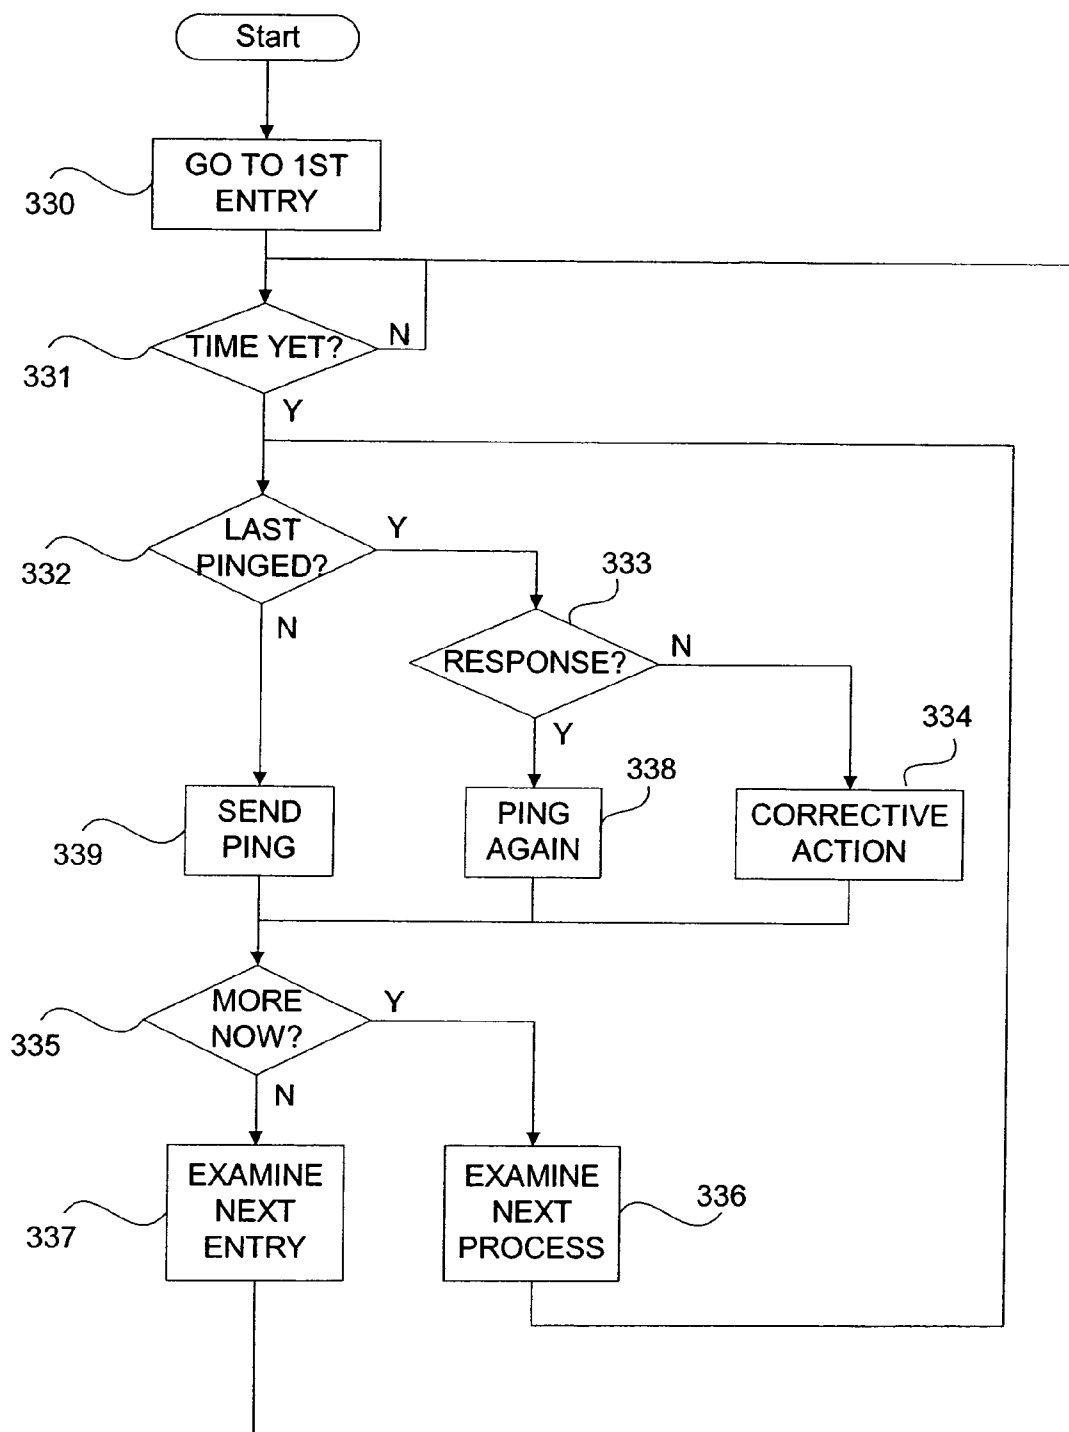 Start
GO TO 1ST
ENTRY
330
TIME YET?
N
331
Y
LAST
PINGED?
Y
332
N
333
RESPONSE?
N
Y
334
338
SEND
PING
339
PING
AGAIN
CORRECTIVE
ACTION
MORE
NOW?
Y
335
N
EXAMINE
NEXT
ENTRY
337
EXAMINE
NEXT
PROCESS
336